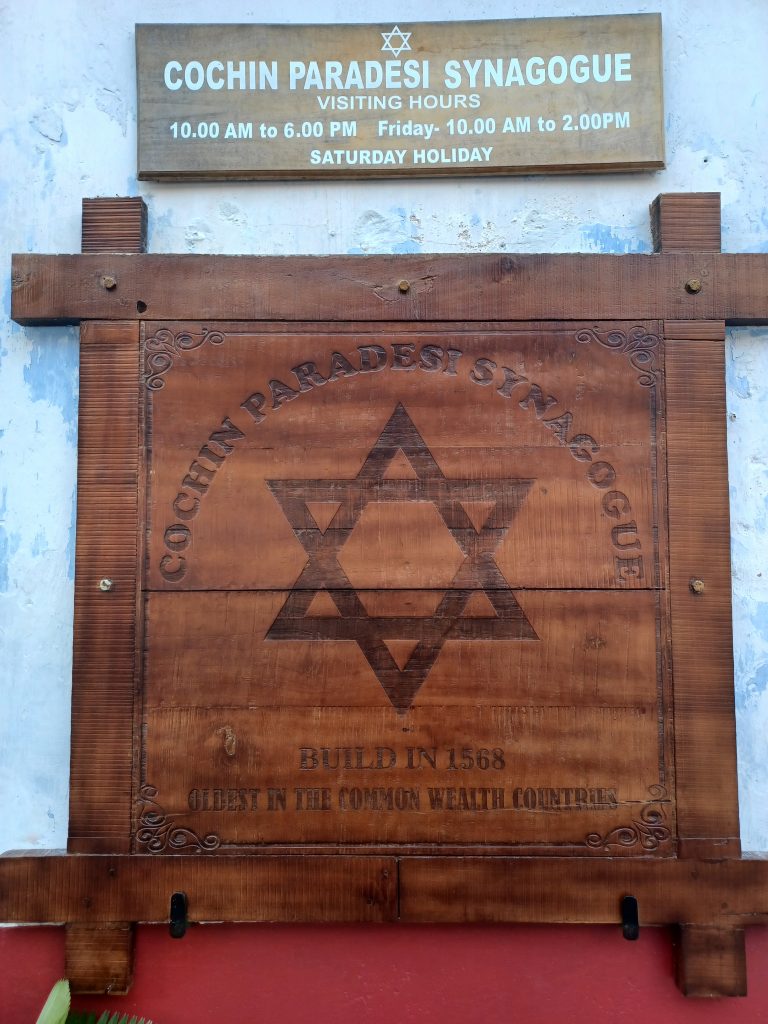 COCHIN PARADESI SYNAGOGUE
VISITING HOURS
10.00 AM to 6.00 PM Friday- 10.00 AM to 2.00PM
SATURDAY HOLIDAY
COCHIN PARADESI SYNAGOGUE
BUILD IN 1568
OLDEST IN THE COMMON WEALTH COUNTRIES